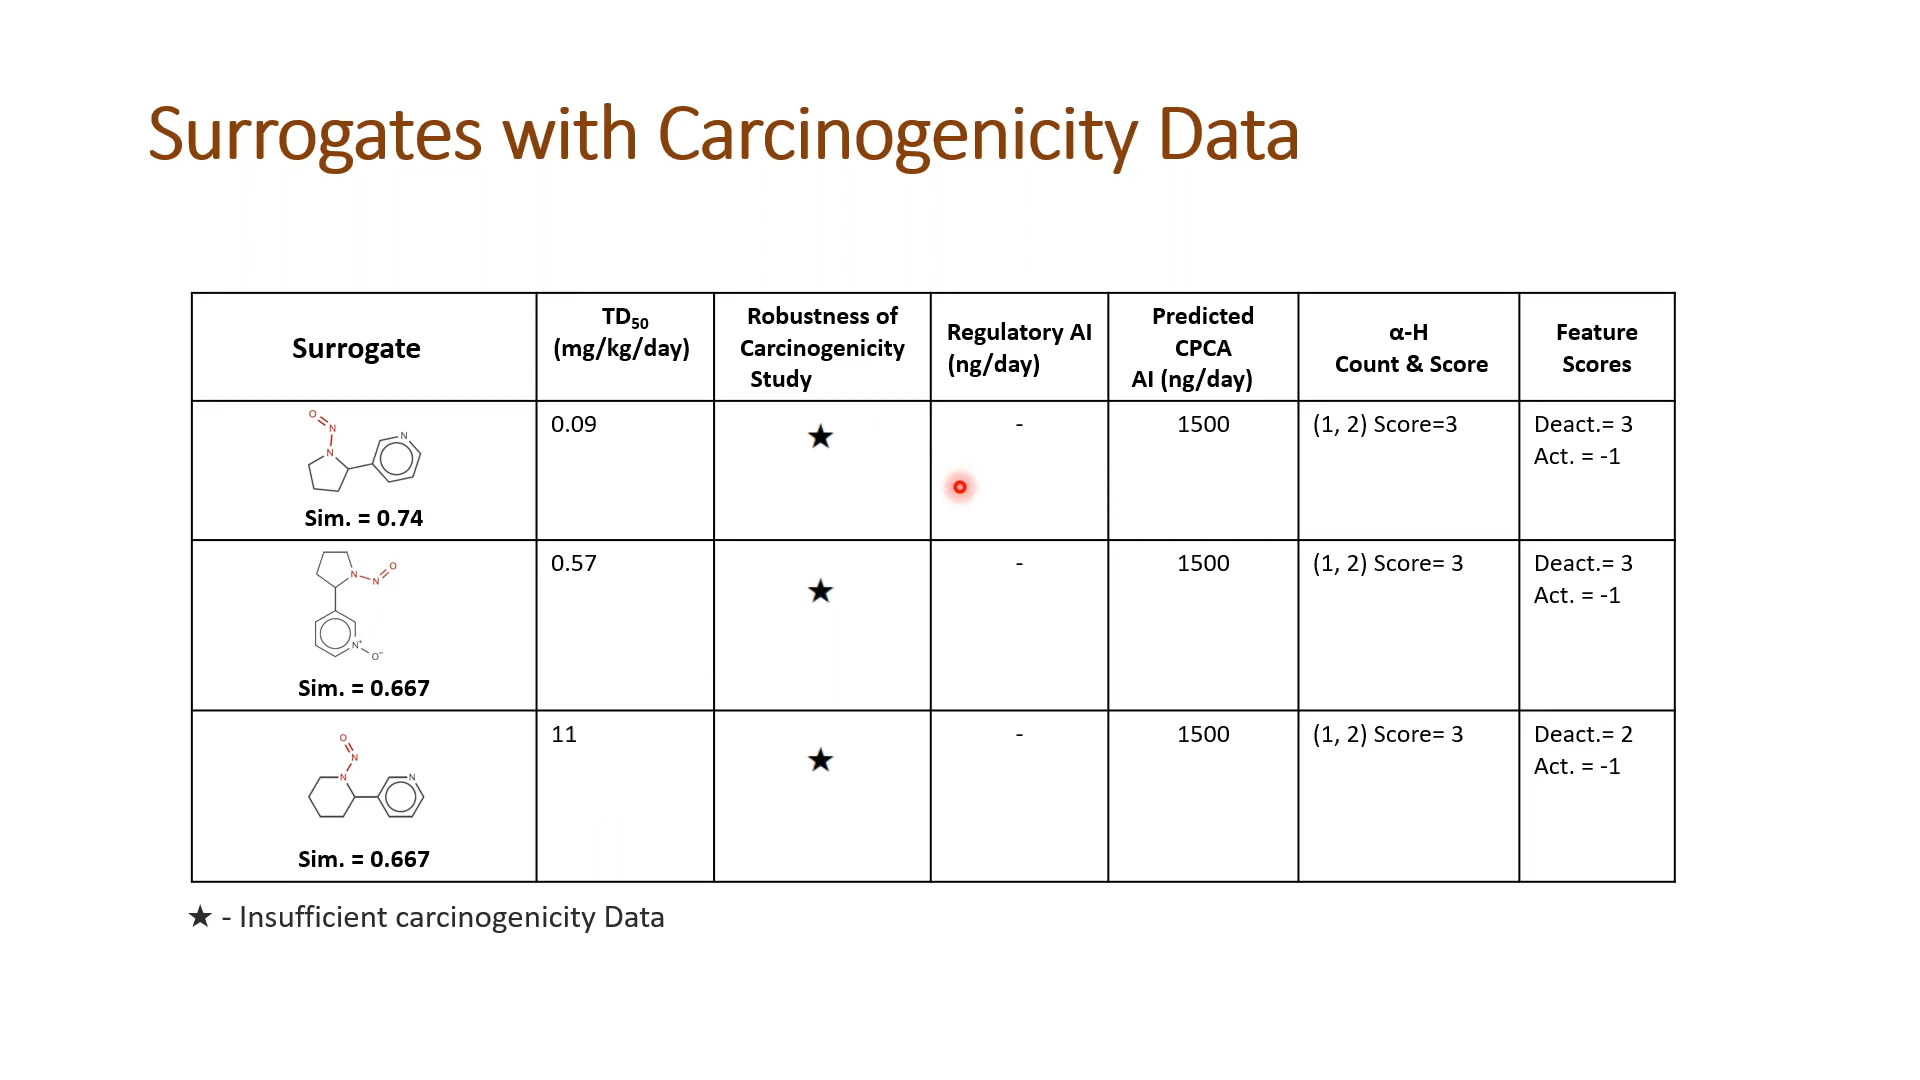 Surrogates with Carcinogenicity Data
Surrogate
TD50
(mg/kg/day)
Robustness of
Carcinogenicity
Study
Regulatory AI
(ng/day)
Predicted
CPCA
AI (ng/day)
α-H
Count & Score
Feature
Scores
O
N
N
N
Sim. = 0.74
0.09
★
-
1500
(1, 2) Score=3
Deact.= 3
Act. = -1
N
N
O
N+
O-
Sim. = 0.667
0.57
★
-
1500
(1, 2) Score= 3
Deact.= 3
Act. = -1
O
N
N
N
Sim. = 0.667
11
★
-
1500
(1, 2) Score= 3
Deact.= 2
Act. = -1
★ - Insufficient carcinogenicity Data